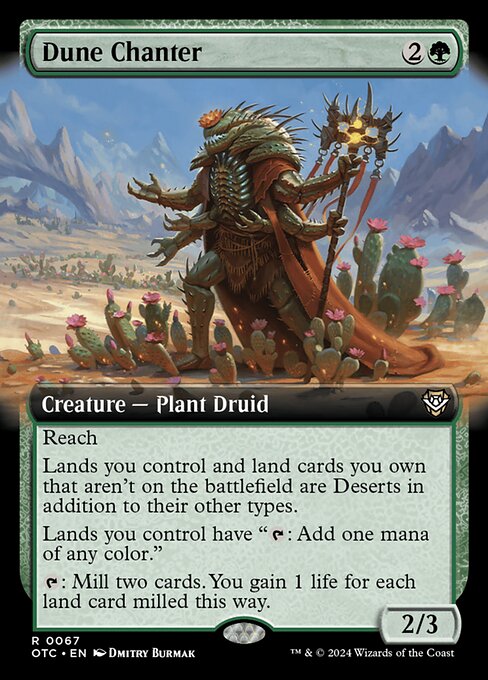 Dune Chanter 2
Creature — Plant Druid
Reach
Lands you control and land cards you own
that aren't on the battlefield are Deserts in
addition to their other types.
Lands you control have “: Add one mana
of any color.”
: Mill two cards. You gain 1 life for each
land card milled this way.
2/3
R 0067
OTC • EN Dmitry Burmak
™ & © 2024 Wizards of the Coast